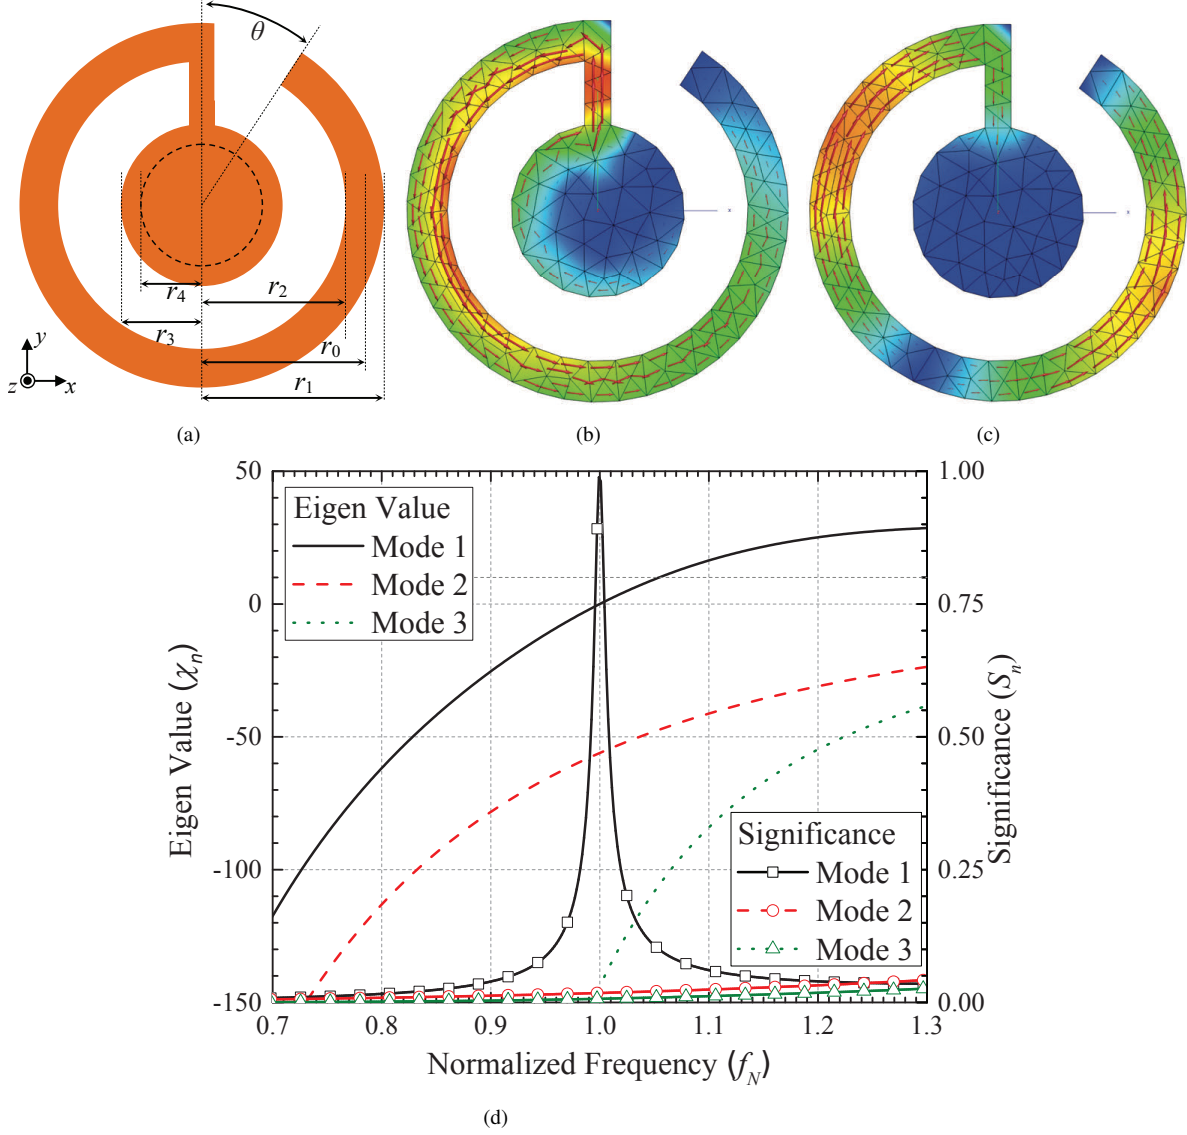 θ
r4
r2
r3
r0
r1
y
z
x
x
x
(a)
(b)
(c)
50
0
-50
-100
-150
Eigen Value (χn)
Eigen Value
Mode 1
Mode 2
Mode 3
1.00
0.75
0.50
0.25
0.00
Significance (Sn)
Significance
Mode 1
Mode 2
Mode 3
0.7 0.8 0.9 1.0 1.1 1.2 1.3
Normalized Frequency (fN)
(d)